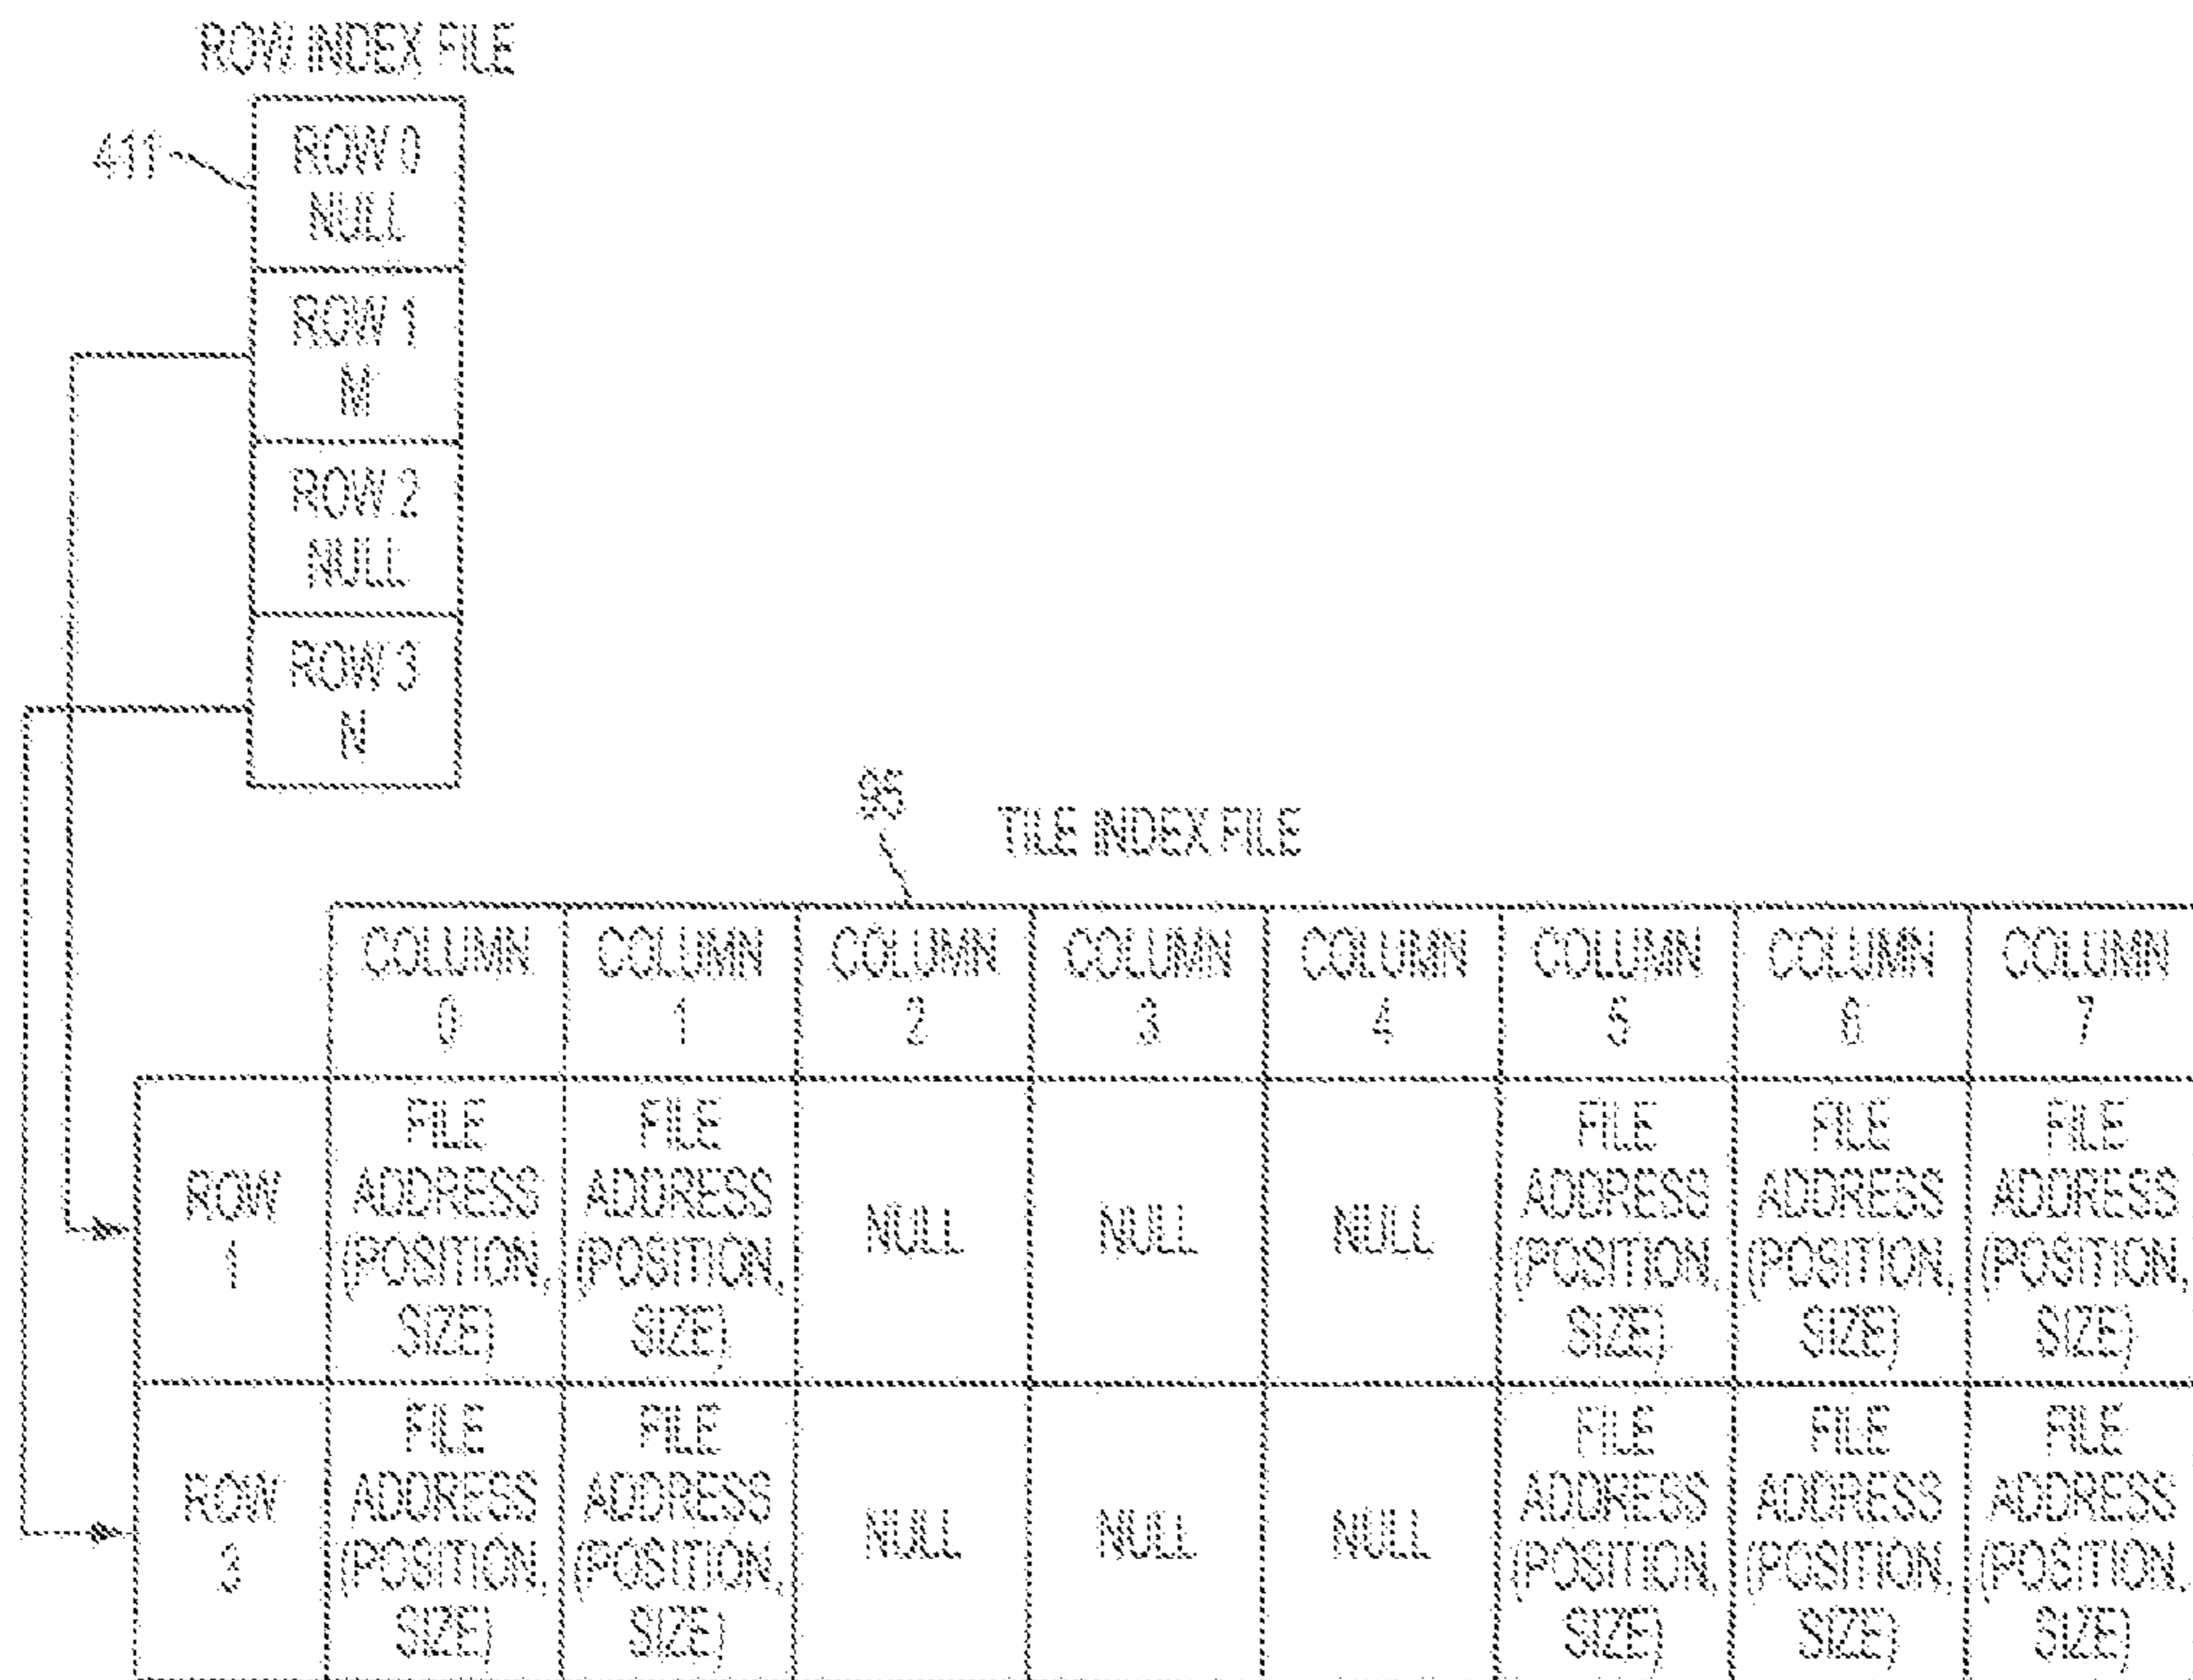 ROW INDEX FILE
411
ROW 0
NULL
ROW 1
M
ROW 2
NULL
ROW 3
N
95
TILE INDEX FILE
COLUMN 0
COLUMN 1
COLUMN 2
COLUMN 3
COLUMN 4
COLUMN 5
COLUMN 6
COLUMN 7
ROW 1
FILE ADDRESS (POSITION, SIZE)
FILE ADDRESS (POSITION, SIZE)
NULL
NULL
NULL
FILE ADDRESS (POSITION, SIZE)
FILE ADDRESS (POSITION, SIZE)
FILE ADDRESS (POSITION, SIZE)
ROW 3
FILE ADDRESS (POSITION, SIZE)
FILE ADDRESS (POSITION, SIZE)
NULL
NULL
NULL
FILE ADDRESS (POSITION, SIZE)
FILE ADDRESS (POSITION, SIZE)
FILE ADDRESS (POSITION, SIZE)